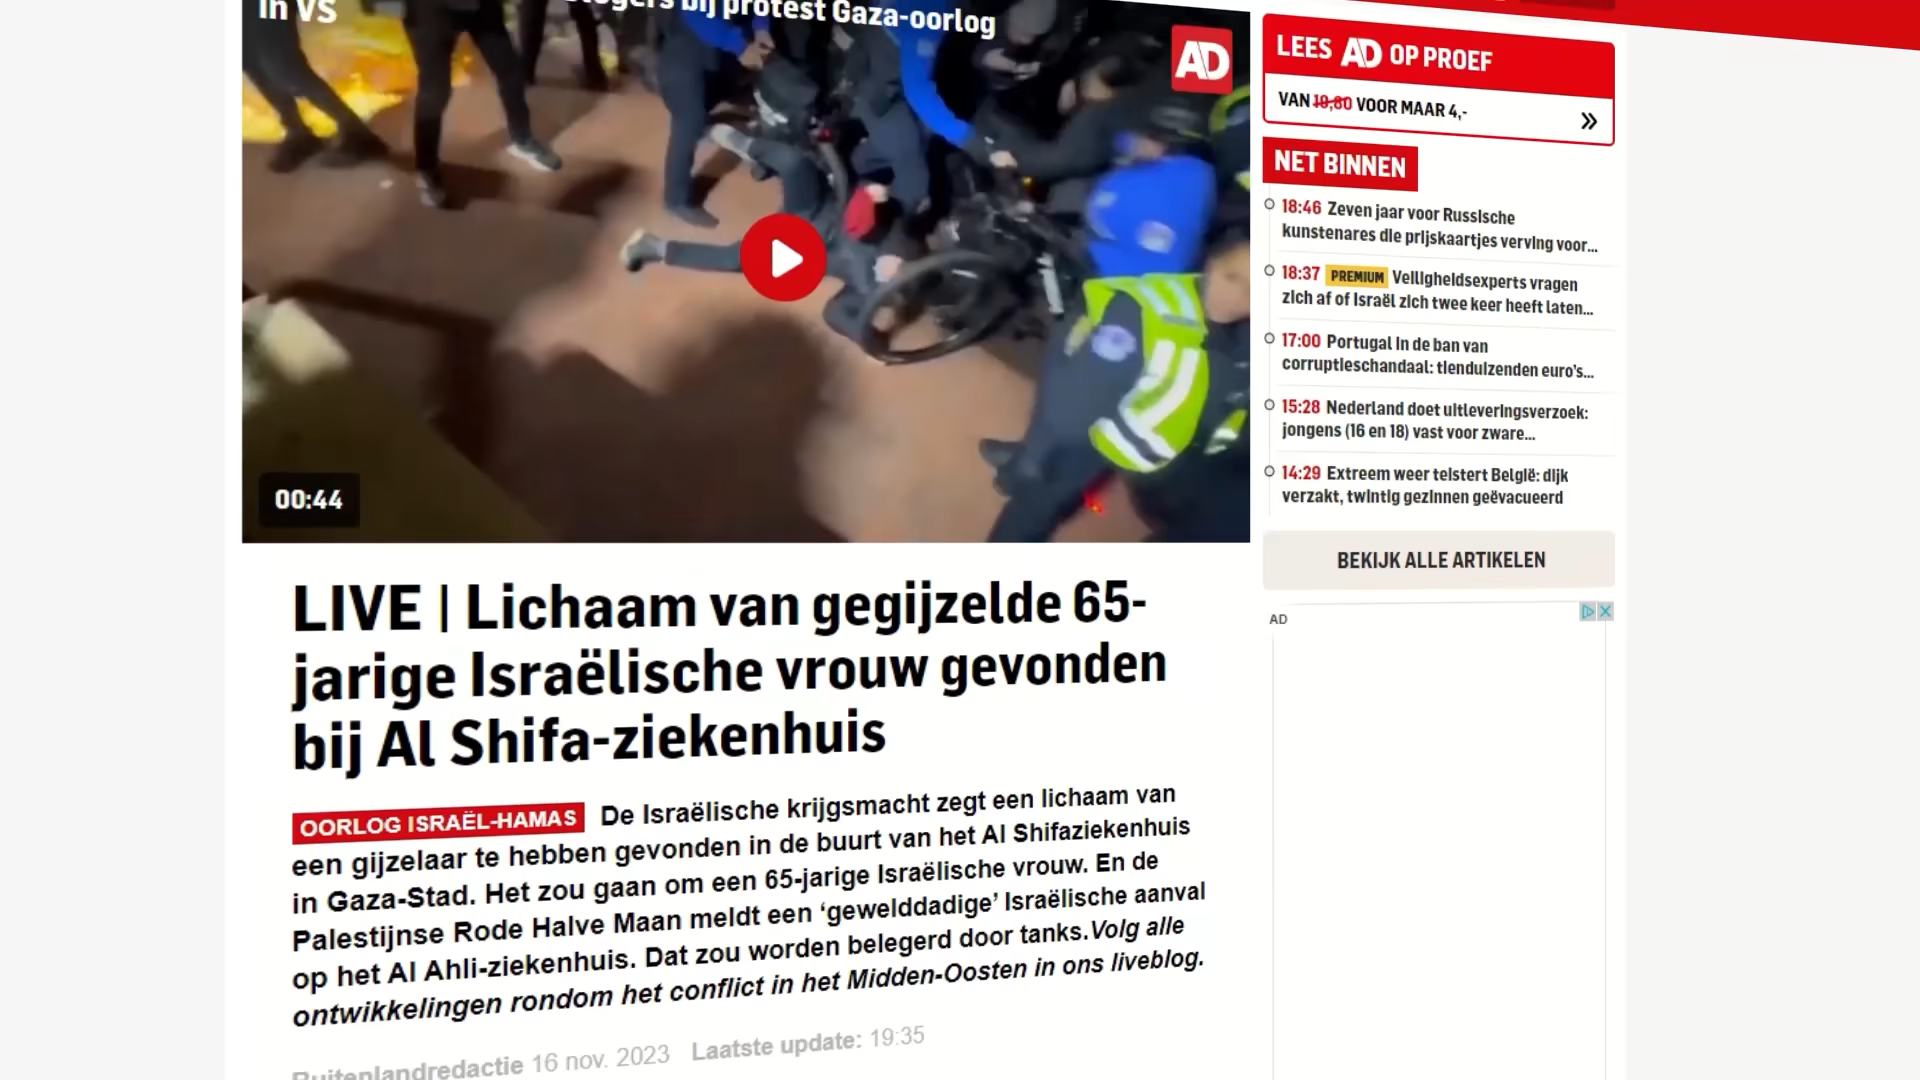 in VS
bij protest Gaza-oorlog
AD
00:44
LIVE | Lichaam van gegijzelde 65-
jarige Israëlische vrouw gevonden
bij Al Shifa-ziekenhuis
OORLOG ISRAËL-HAMAS De Israëlische krijgsmacht zegt een lichaam van
een gijzelaar te hebben gevonden in de buurt van het Al Shifaziekenhuis
in Gaza-Stad. Het zou gaan om een 65-jarige Israëlische vrouw. En de
Palestijnse Rode Halve Maan meldt een ‘gewelddadige’ Israëlische aanval
op het Al Ahli-ziekenhuis. Dat zou worden belegerd door tanks.Volg alle
ontwikkelingen rondom het conflict in het Midden-Oosten in ons liveblog.
Buitenlandredactie 16 nov. 2023 Laatste update: 19:35
LEES AD OP PROEF
VAN 19,80 VOOR MAAR 4,-
NET BINNEN
18:46 Zeven jaar voor Russische
kunstenares die prijskaartjes verving voor...
18:37 PREMIUM Veiligheidsexperts vragen
zich af of Israël zich twee keer heeft laten...
17:00 Portugal in de ban van
corruptieschandaal: tienduizenden euro's...
15:28 Nederland doet uitleveringsverzoek:
jongens (16 en 18) vast voor zware...
14:29 Extreem weer teistert België: dijk
verzakt, twintig gezinnen geëvacueerd
BEKIJK ALLE ARTIKELEN
AD